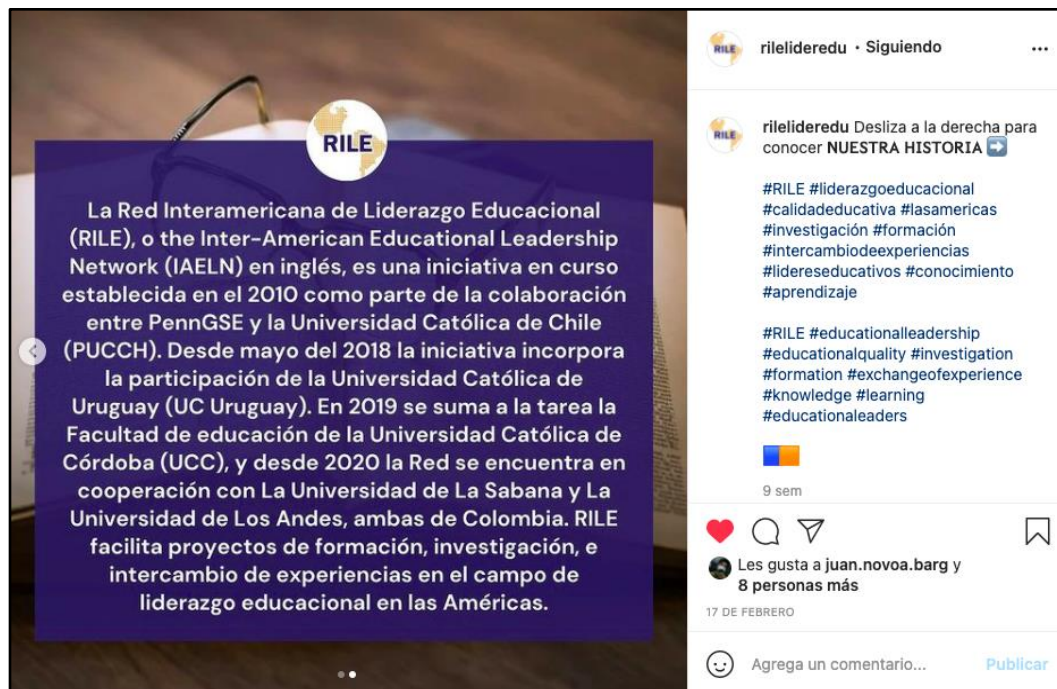 RILE
La Red Interamericana de Liderazgo Educacional
(RILE), o the Inter-American Educational Leadership
Network (IAELN) en inglés, es una iniciativa en curso
establecida en el 2010 como parte de la colaboración
entre PennGSE y la Universidad Católica de Chile
(PUCCH). Desde mayo del 2018 la iniciativa incorpora
la participación de la Universidad Católica de
Uruguay (UC Uruguay). En 2019 se suma a la tarea la
Facultad de educación de la Universidad Católica de
Córdoba (UCC), y desde 2020 la Red se encuentra en
cooperación con La Universidad de La Sabana y La
Universidad de Los Andes, ambas de Colombia. RILE
facilita proyectos de formación, investigación, e
intercambio de experiencias en el campo de
liderazgo educacional en las Américas.
RILE
rilelideredu • Siguiendo
RILE
rilelideredu Desliza a la derecha para
conocer NUESTRA HISTORIA ➡️
#RILE #liderazgoeducacional
#calidadeducativa #lasamericas
#investigación #formación
#intercambiodeexperiencias
#lidereseducativos #conocimiento
#aprendizaje
#RILE #educationalleadership
#educationalquality #investigation
#formation #exchangeofexperience
#knowledge #learning
#educationaleaders
9 sem
Les gusta a juan.novoa.barg y
8 personas más
17 DE FEBRERO
Agrega un comentario... Publicar